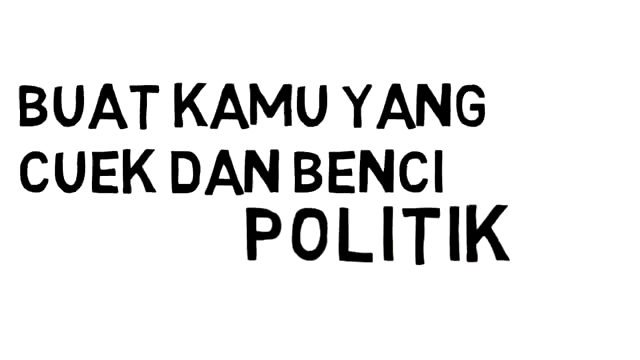 BUAT KAMU YANG
CUEK DAN BENCI
POLITIK